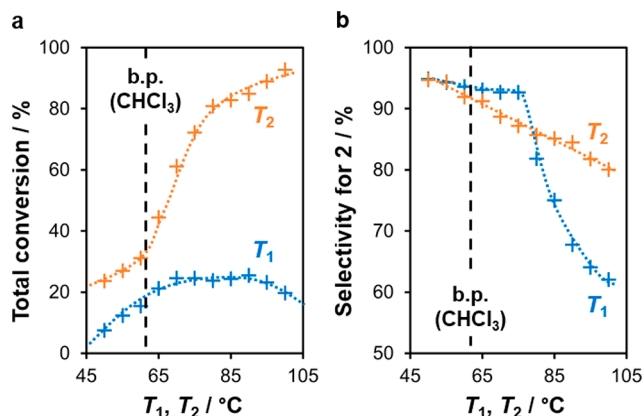 a
Total conversion / %
100
80
60
40
20
0
b.p.
(CHCl3)
T2
T1
45
65
85
105
T1, T2 / °C
b
Selectivity for 2 / %
100
90
80
70
60
50
T2
b.p.
(CHCl3)
T1
45
65
85
105
T1, T2 / °C